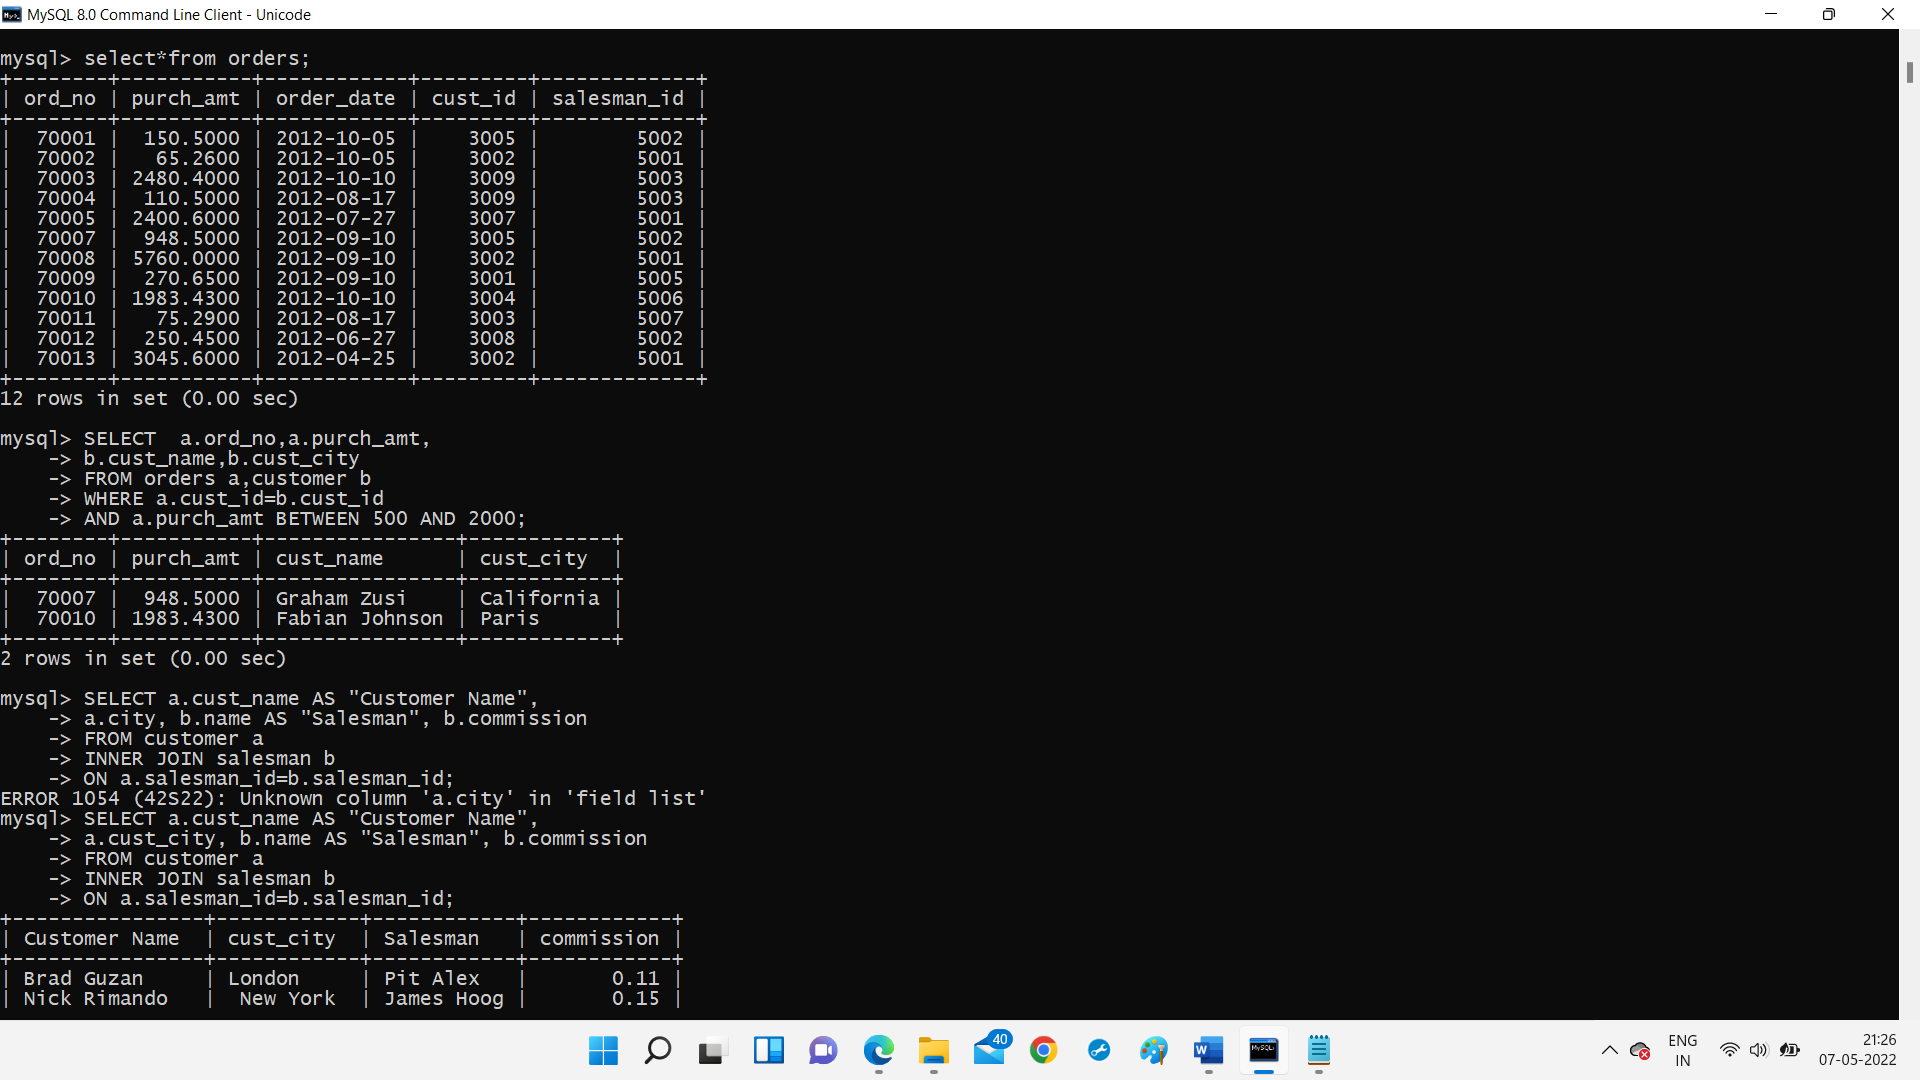 MySQL 8.0 Command Line Client - Unicode
mysql> select*from orders;
+--------+-----------+------------+---------+-------------+
| ord_no | purch_amt | order_date | cust_id | salesman_id |
+--------+-----------+------------+---------+-------------+
|  70001 |  150.5000 | 2012-10-05 |    3005 |        5002 |
|  70002 |   65.2600 | 2012-10-05 |    3002 |        5001 |
|  70003 | 2480.4000 | 2012-10-10 |    3009 |        5003 |
|  70004 |  110.5000 | 2012-08-17 |    3009 |        5003 |
|  70005 | 2400.6000 | 2012-07-27 |    3007 |        5001 |
|  70007 |  948.5000 | 2012-09-10 |    3005 |        5002 |
|  70008 | 5760.0000 | 2012-09-10 |    3002 |        5001 |
|  70009 |  270.6500 | 2012-09-10 |    3001 |        5005 |
|  70010 | 1983.4300 | 2012-10-10 |    3004 |        5006 |
|  70011 |   75.2900 | 2012-08-17 |    3003 |        5007 |
|  70012 |  250.4500 | 2012-06-27 |    3008 |        5002 |
|  70013 | 3045.6000 | 2012-04-25 |    3002 |        5001 |
+--------+-----------+------------+---------+-------------+
12 rows in set (0.00 sec)
mysql> SELECT  a.ord_no,a.purch_amt,
    -> b.cust_name,b.cust_city
    -> FROM orders a,customer b
    -> WHERE a.cust_id=b.cust_id
    -> AND a.purch_amt BETWEEN 500 AND 2000;
+--------+-----------+----------------+------------+
| ord_no | purch_amt | cust_name      | cust_city  |
+--------+-----------+----------------+------------+
|  70007 |  948.5000 | Graham Zusi    | California |
|  70010 | 1983.4300 | Fabian Johnson | Paris      |
+--------+-----------+----------------+------------+
2 rows in set (0.00 sec)
mysql> SELECT a.cust_name AS "Customer Name",
    -> a.city, b.name AS "Salesman", b.commission
    -> FROM customer a
    -> INNER JOIN salesman b
    -> ON a.salesman_id=b.salesman_id;
ERROR 1054 (42S22): Unknown column 'a.city' in 'field list'
mysql> SELECT a.cust_name AS "Customer Name",
    -> a.cust_city, b.name AS "Salesman", b.commission
    -> FROM customer a
    -> INNER JOIN salesman b
    -> ON a.salesman_id=b.salesman_id;
+----------------+------------+------------+------------+
| Customer Name  | cust_city  | Salesman   | commission |
+----------------+------------+------------+------------+
| Brad Guzan     | London     | Pit Alex   |       0.11 |
| Nick Rimando   |  New York  | James Hoog |       0.15 |
40
W
MySQL
ENG
IN
21:26
07-05-2022